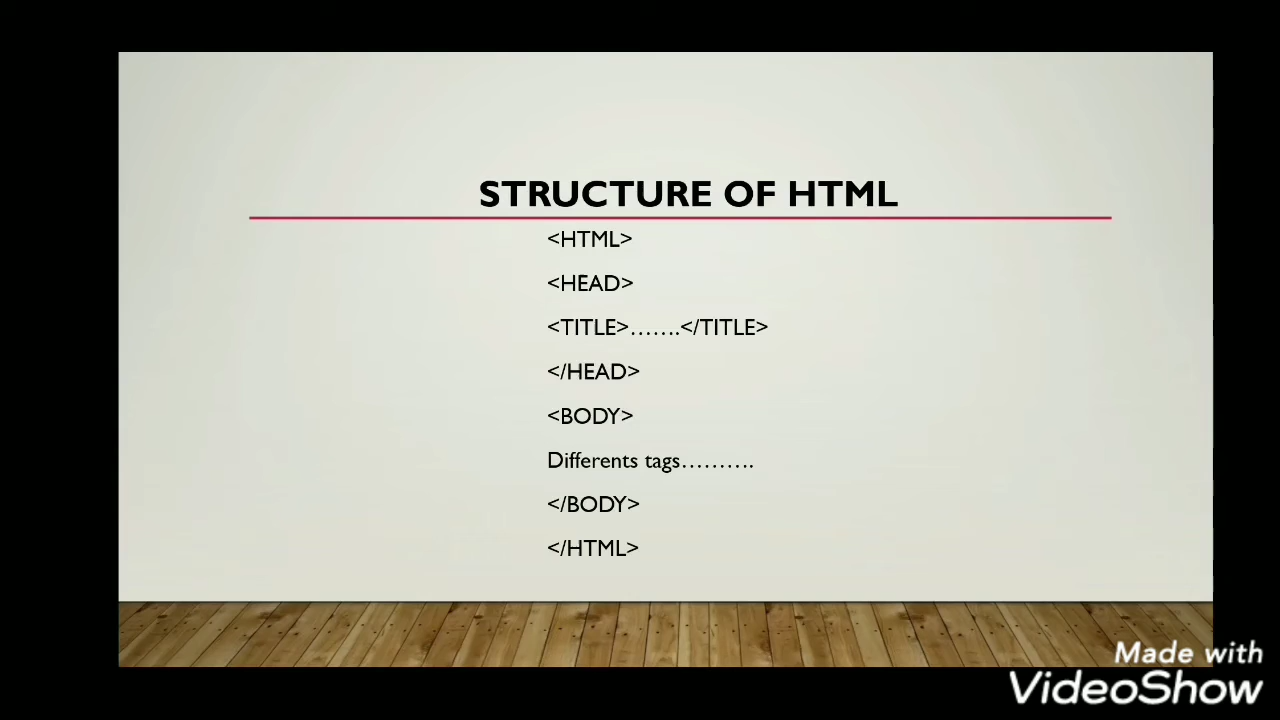 STRUCTURE OF HTML
<HTML>
<HEAD>
<TITLE>…….</TITLE>
</HEAD>
<BODY>
Differents tags……….
</BODY>
</HTML>
Made with
VideoShow